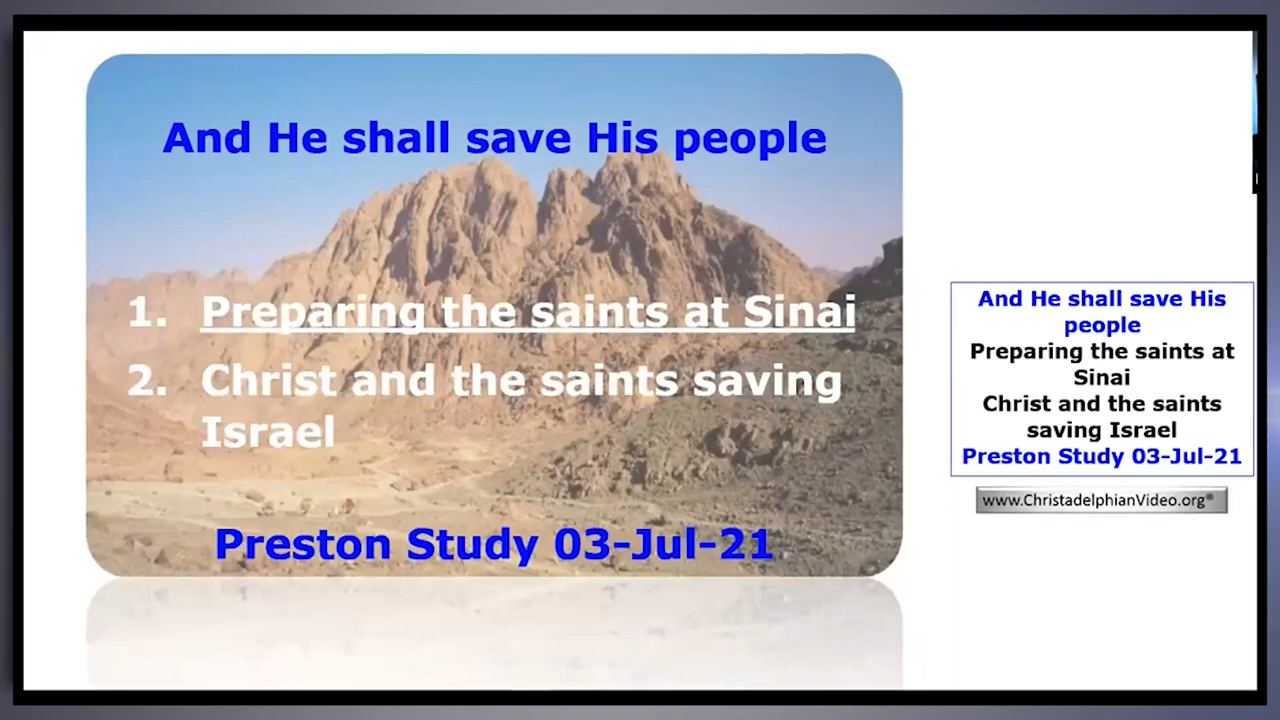 And He shall save His people
1. Preparing the saints at Sinai
2. Christ and the saints saving
Israel
Preston Study 03-Jul-21
And He shall save His
people
Preparing the saints at
Sinai
Christ and the saints
saving Israel
Preston Study 03-Jul-21
www.ChristadelphianVideo.org®